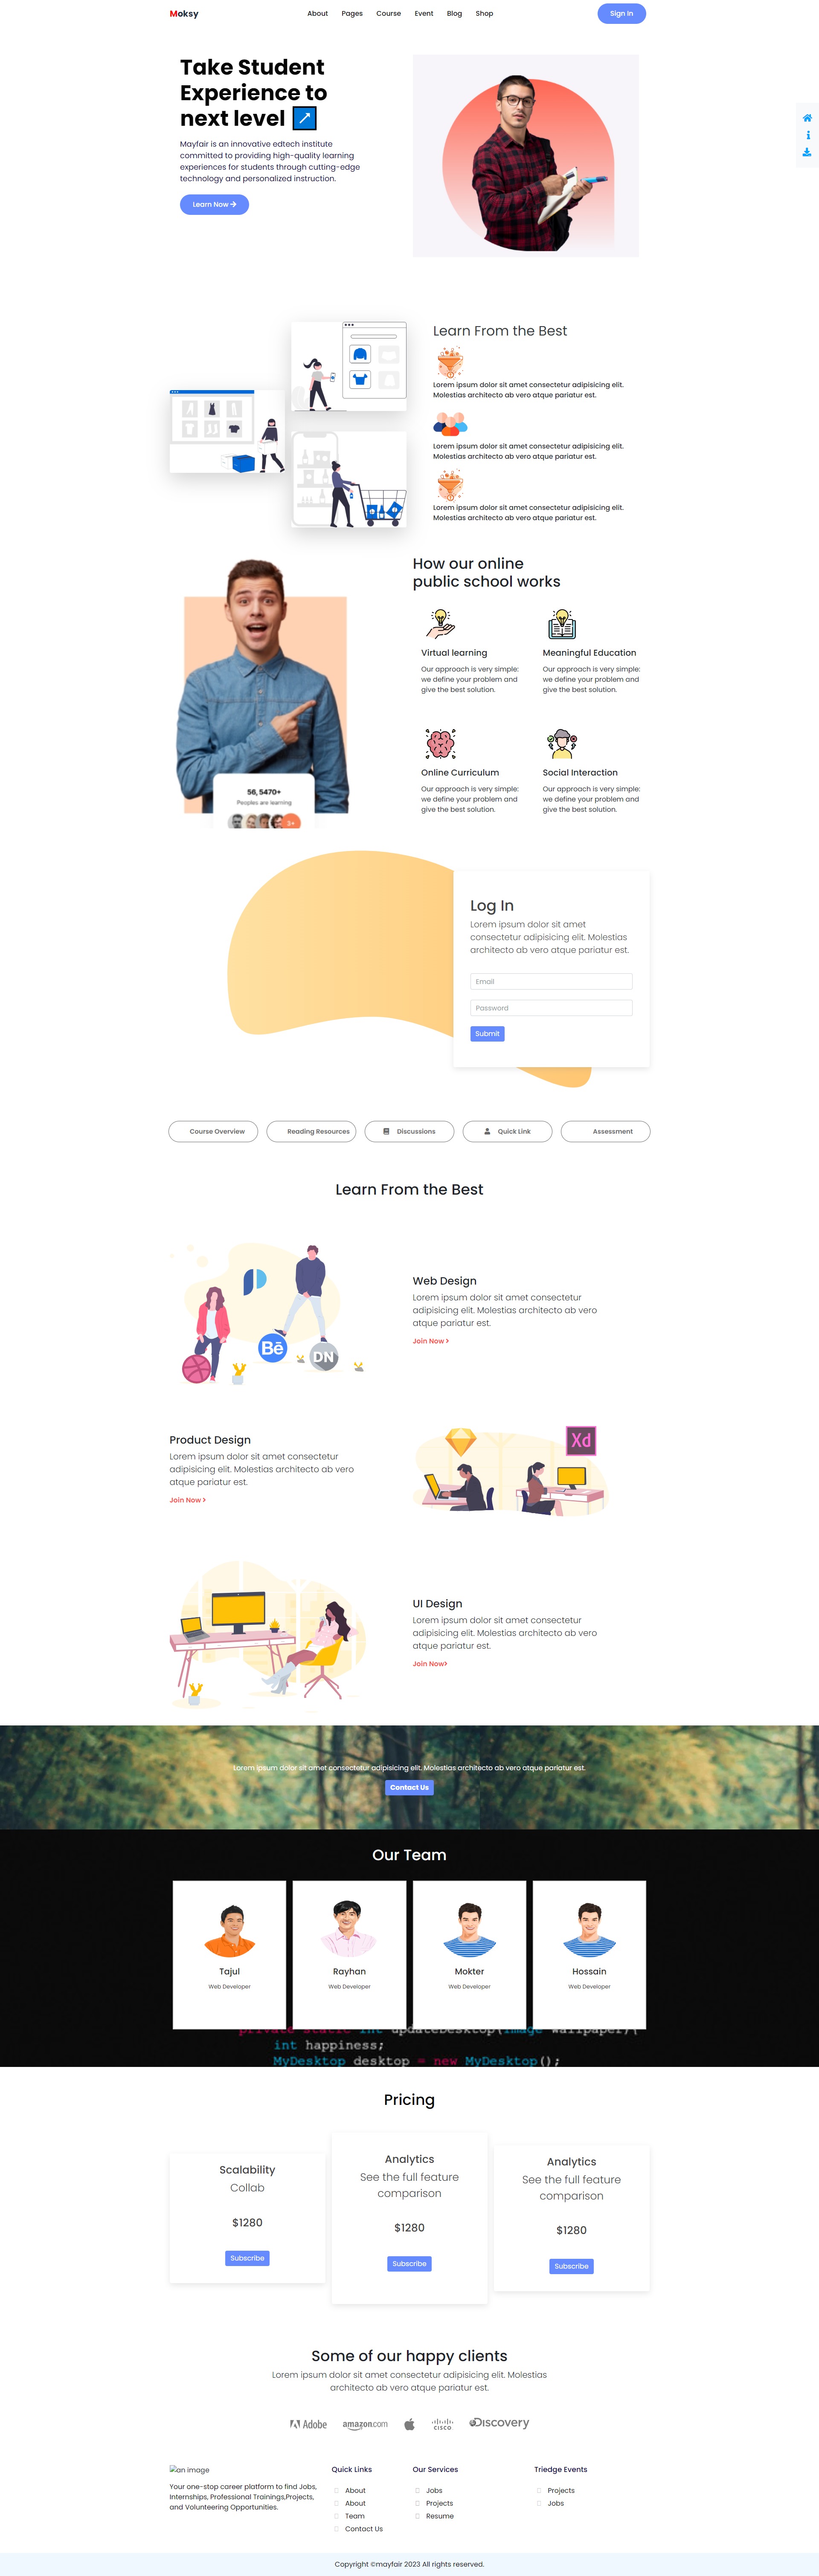 Moksy
About Pages Course Event Blog Shop
Sign In
Take Student
Experience to
next level
Mayfair is an innovative edtech institute
committed to providing high-quality learning
experiences for students through cutting-edge
technology and personalized instruction.
Learn Now
Learn From the Best
Lorem ipsum dolor sit amet consectetur adipisicing elit.
Molestias architecto ab vero atque pariatur est.
Lorem ipsum dolor sit amet consectetur adipisicing elit.
Molestias architecto ab vero atque pariatur est.
Lorem ipsum dolor sit amet consectetur adipisicing elit.
Molestias architecto ab vero atque pariatur est.
How our online
public school works
Virtual learning
Our approach is very simple:
we define your problem and
give the best solution.
Meaningful Education
Our approach is very simple:
we define your problem and
give the best solution.
Online Curriculum
Our approach is very simple:
we define your problem and
give the best solution.
Social Interaction
Our approach is very simple:
we define your problem and
give the best solution.
56, 5470+
Peoples are learning
3+
Log In
Lorem ipsum dolor sit amet
consectetur adipisicing elit. Molestias
architecto ab vero atque pariatur est.
Email
Password
Submit
Course Overview
Reading Resources
Discussions
Quick Link
Assessment
Learn From the Best
Bē
DN
Web Design
Lorem ipsum dolor sit amet consectetur
adipisicing elit. Molestias architecto ab vero
atque pariatur est.
Join Now
Product Design
Lorem ipsum dolor sit amet consectetur
adipisicing elit. Molestias architecto ab vero
atque pariatur est.
Join Now
Xd
UI Design
Lorem ipsum dolor sit amet consectetur
adipisicing elit. Molestias architecto ab vero
atque pariatur est.
Join Now
Lorem ipsum dolor sit amet consectetur adipisicing elit. Molestias architecto ab vero atque pariatur est.
Contact Us
Our Team
Tajul
Web Developer
Rayhan
Web Developer
Mokter
Web Developer
Hossain
Web Developer
private static int updateDesktop(Image wallpaper){
int happiness;
MyDesktop desktop = new MyDesktop();
Pricing
Scalability
Collab
$1280
Subscribe
Analytics
See the full feature
comparison
$1280
Subscribe
Analytics
See the full feature
comparison
$1280
Subscribe
Some of our happy clients
Lorem ipsum dolor sit amet consectetur adipisicing elit. Molestias
architecto ab vero atque pariatur est.
Adobe
amazon.com
CISCO
Discovery
an image
Your one-stop career platform to find Jobs,
Internships, Professional Trainings,Projects,
and Volunteering Opportunities.
Quick Links
About
About
Team
Contact Us
Our Services
Jobs
Projects
Resume
Triedge Events
Projects
Jobs
Copyright ©mayfair 2023 All rights reserved.